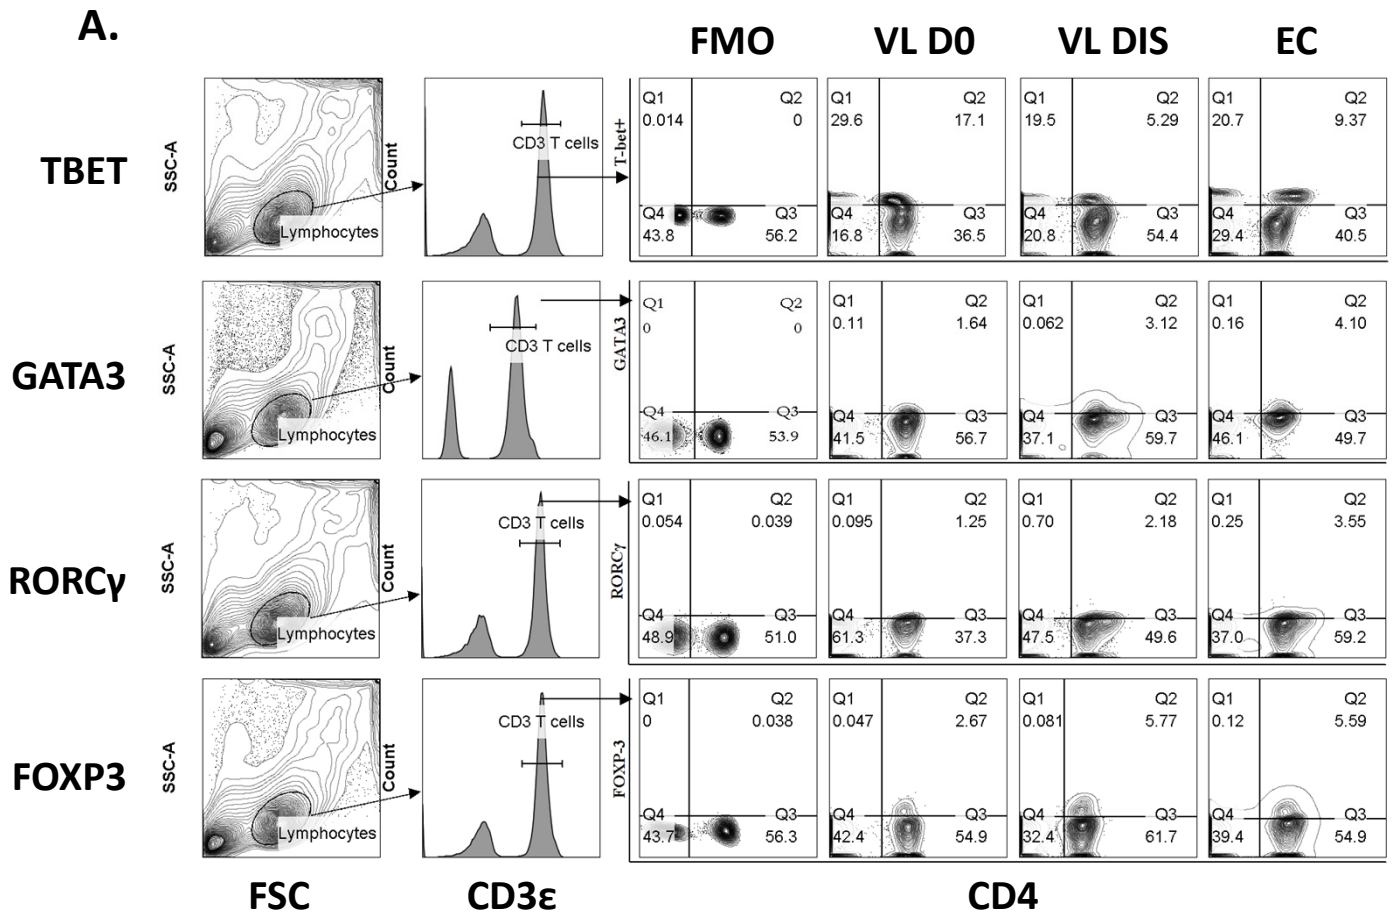 A.
FMO VL D0 VL DIS EC
TBET
SSC-A
Lymphocytes
Count
CD3 T cells
T-bet+
Q1 Q2
0.014 0
Q4 Q3
43.8 56.2
Q1 Q2
29.6 17.1
Q4 Q3
16.8 36.5
Q1 Q2
19.5 5.29
Q4 Q3
20.8 54.4
Q1 Q2
20.7 9.37
Q4 Q3
29.4 40.5
GATA3
SSC-A
Lymphocytes
Count
CD3 T cells
GATA3
Q1 Q2
0 0
Q4 Q3
46.1 53.9
Q1 Q2
0.11 1.64
Q4 Q3
41.5 56.7
Q1 Q2
0.062 3.12
Q4 Q3
37.1 59.7
Q1 Q2
0.16 4.10
Q4 Q3
46.1 49.7
RORCγ
SSC-A
Lymphocytes
Count
CD3 T cells
RORCγ
Q1 Q2
0.054 0.039
Q4 Q3
48.9 51.0
Q1 Q2
0.095 1.25
Q4 Q3
61.3 37.3
Q1 Q2
0.70 2.18
Q4 Q3
47.5 49.6
Q1 Q2
0.25 3.55
Q4 Q3
37.0 59.2
FOXP3
SSC-A
Lymphocytes
Count
CD3 T cells
FOXP-3
Q1 Q2
0 0.038
Q4 Q3
43.7 56.3
Q1 Q2
0.047 2.67
Q4 Q3
42.4 54.9
Q1 Q2
0.081 5.77
Q4 Q3
32.4 61.7
Q1 Q2
0.12 5.59
Q4 Q3
39.4 54.9
FSC CD3ε CD4